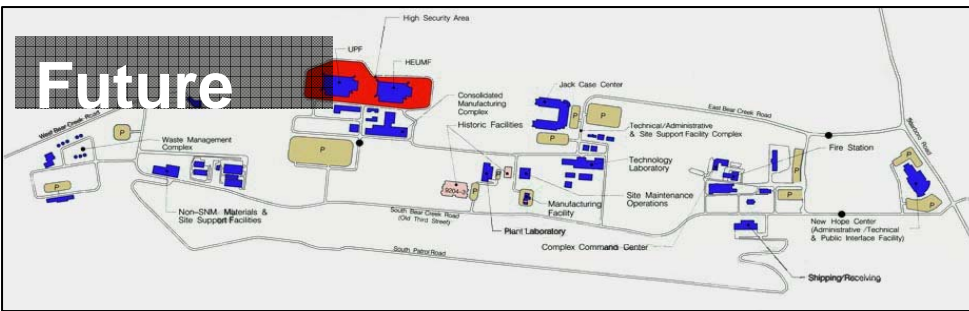 High Security Area
UPF
HEUMF
Future
Jack Case Center
Consolidated
Manufacturing
Complex
Historic Facilities
East Bear Creek Road
Scarboro Road
West Bear Creek Road
P
Waste Management
Complex
Technical/Administrative
& Site Support Facility Complex
Fire Station
Technology
Laboratory
P
P
P
P
P
P
P
P
P
P
P
9204-3
Site Maintenance
Operations
Manufacturing
Facility
Non-SNM Materials &
Site Support Facilities
South Bear Creek Road
(Old Third Street)
Plant Laboratory
Complex Command Center
New Hope Center
(Administrative /Technical
& Public Interface Facility)
South Patrol Road
Shipping/Receiving